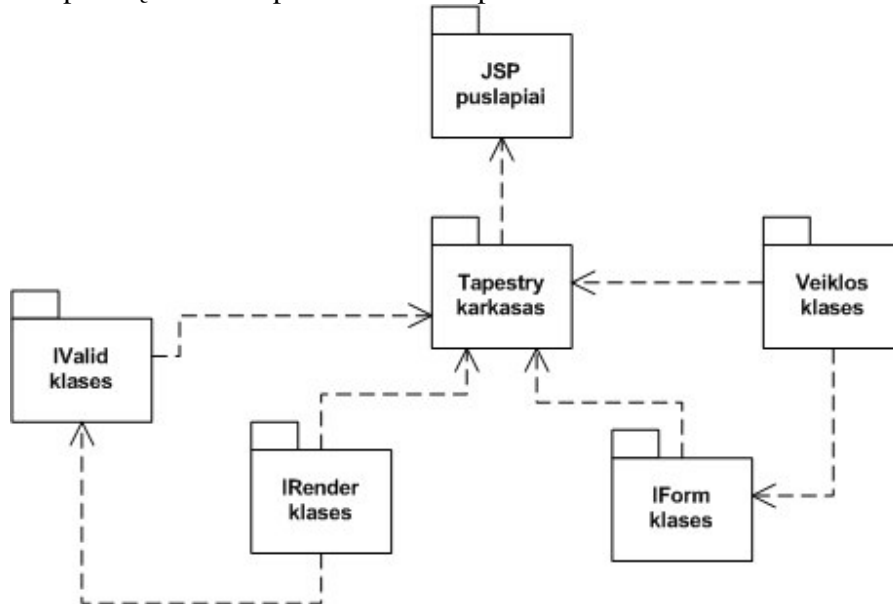 JSP
puslapiai
Tapestry
karkasas
Veiklos
klases
IValid
klases
IRender
klases
IForm
klases